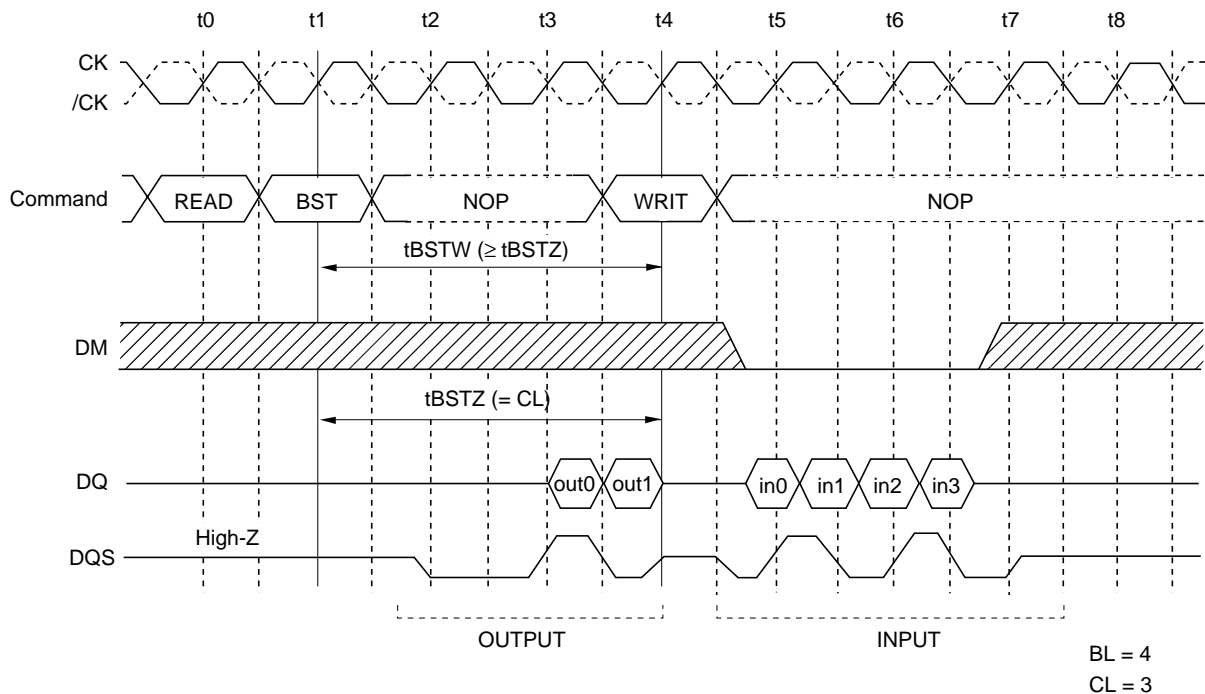 t0 t1 t2 t3 t4 t5 t6 t7 t8
CK
/CK
Command READ BST NOP WRIT NOP
tBSTW (≥ tBSTZ)
DM
tBSTZ (= CL)
DQ out0 out1 in0 in1 in2 in3
High-Z
DQS
OUTPUT INPUT
BL = 4
CL = 3